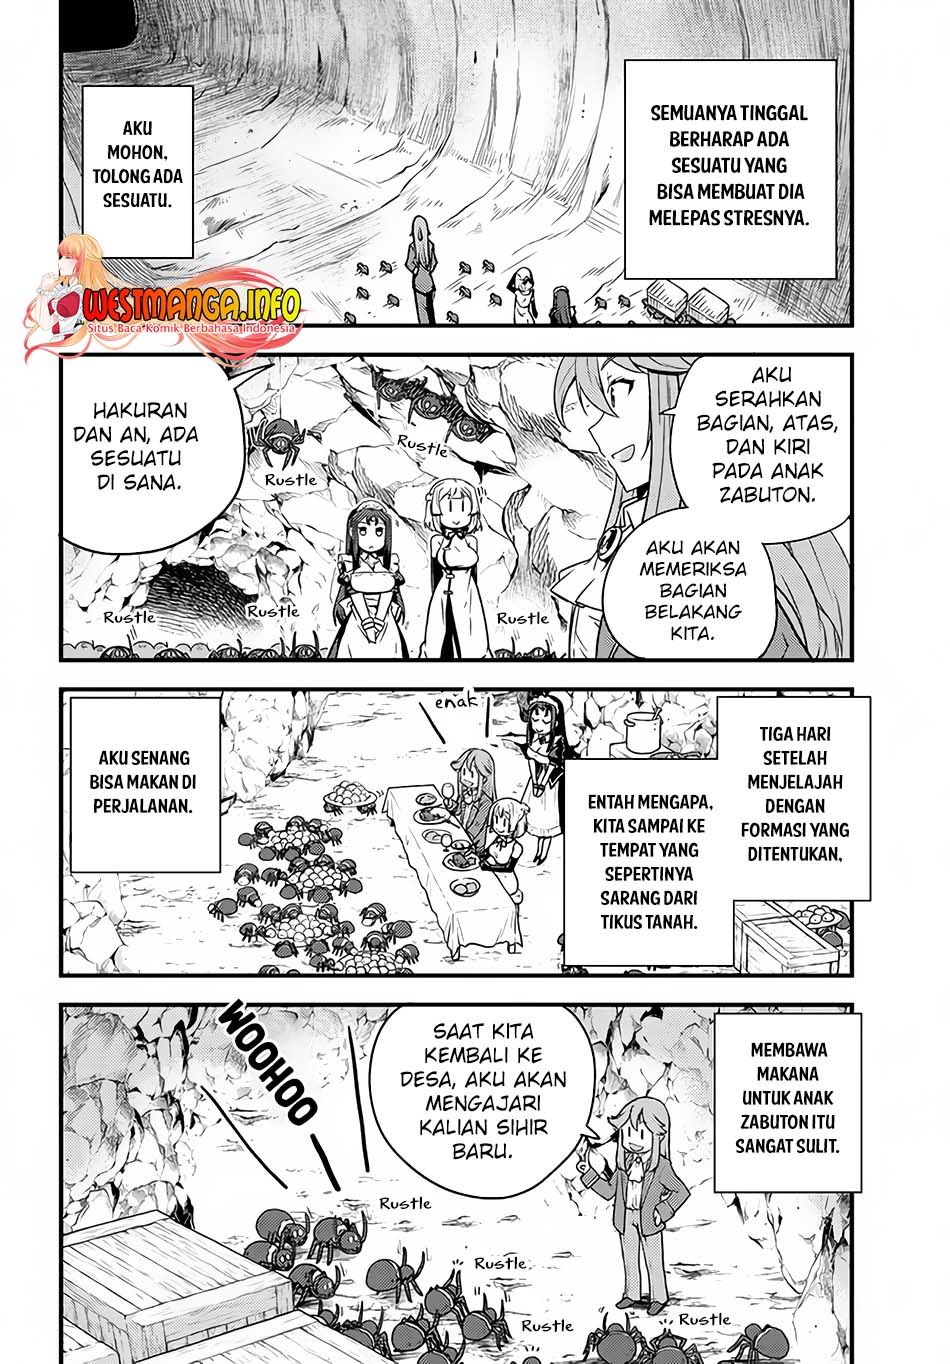 SEMUANYA TINGGAL
BERHARAP ADA
SESUATU YANG
BISA MEMBUAT DIA
MELEPAS STRESNYA.
AKU
MOHON,
TOLONG ADA
SESUATU.
WESTMANGA.INFO
Situs Baca Komik Berbahasa Indonesia
AKU
SERAHKAN
BAGIAN, ATAS,
DAN KIRI
PADA ANAK
ZABUTON.
AKU AKAN
MEMERIKSA
BAGIAN
BELAKANG
KITA.
HAKURAN
DAN AN, ADA
SESUATU
DI SANA.
Rustle
Rustle
Rustle
Rustle
Rustle
TIGA HARI
SETELAH
MENJELAJAH
DENGAN
FORMASI YANG
DITENTUKAN,
ENTAH MENGAPA,
KITA SAMPAI KE
TEMPAT YANG
SEPERTINYA
SARANG DARI
TIKUS TANAH.
enak
AKU SENANG
BISA MAKAN DI
PERJALANAN.
MEMBAWA
MAKANA
UNTUK ANAK
ZABUTON ITU
SANGAT SULIT.
SAAT KITA
KEMBALI KE
DESA, AKU AKAN
MENGAJARI
KALIAN SIHIR
BARU.
WOOHOO
Rustle
Rustle
Rustle
Rustle